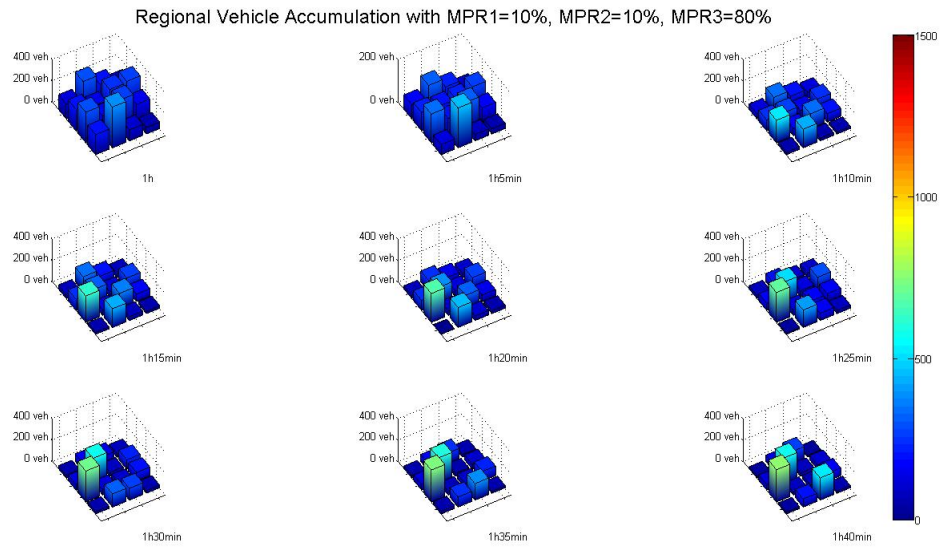 Regional Vehicle Accumulation with MPR1=10%, MPR2=10%, MPR3=80%
400 veh
200 veh
0 veh
1h
200 veh
0 veh
1h5min
400 veh
200 veh
0 veh
1h10min
400 veh
200 veh
0 veh
1h15min
400 veh
200 veh
0 veh
1h20min
400 veh
200 veh
0 veh
1h25min
400 veh
200 veh
0 veh
1h30min
400 veh
200 veh
0 veh
1h35min
400 veh
200 veh
0 veh
1h40min
1500
1000
500
0